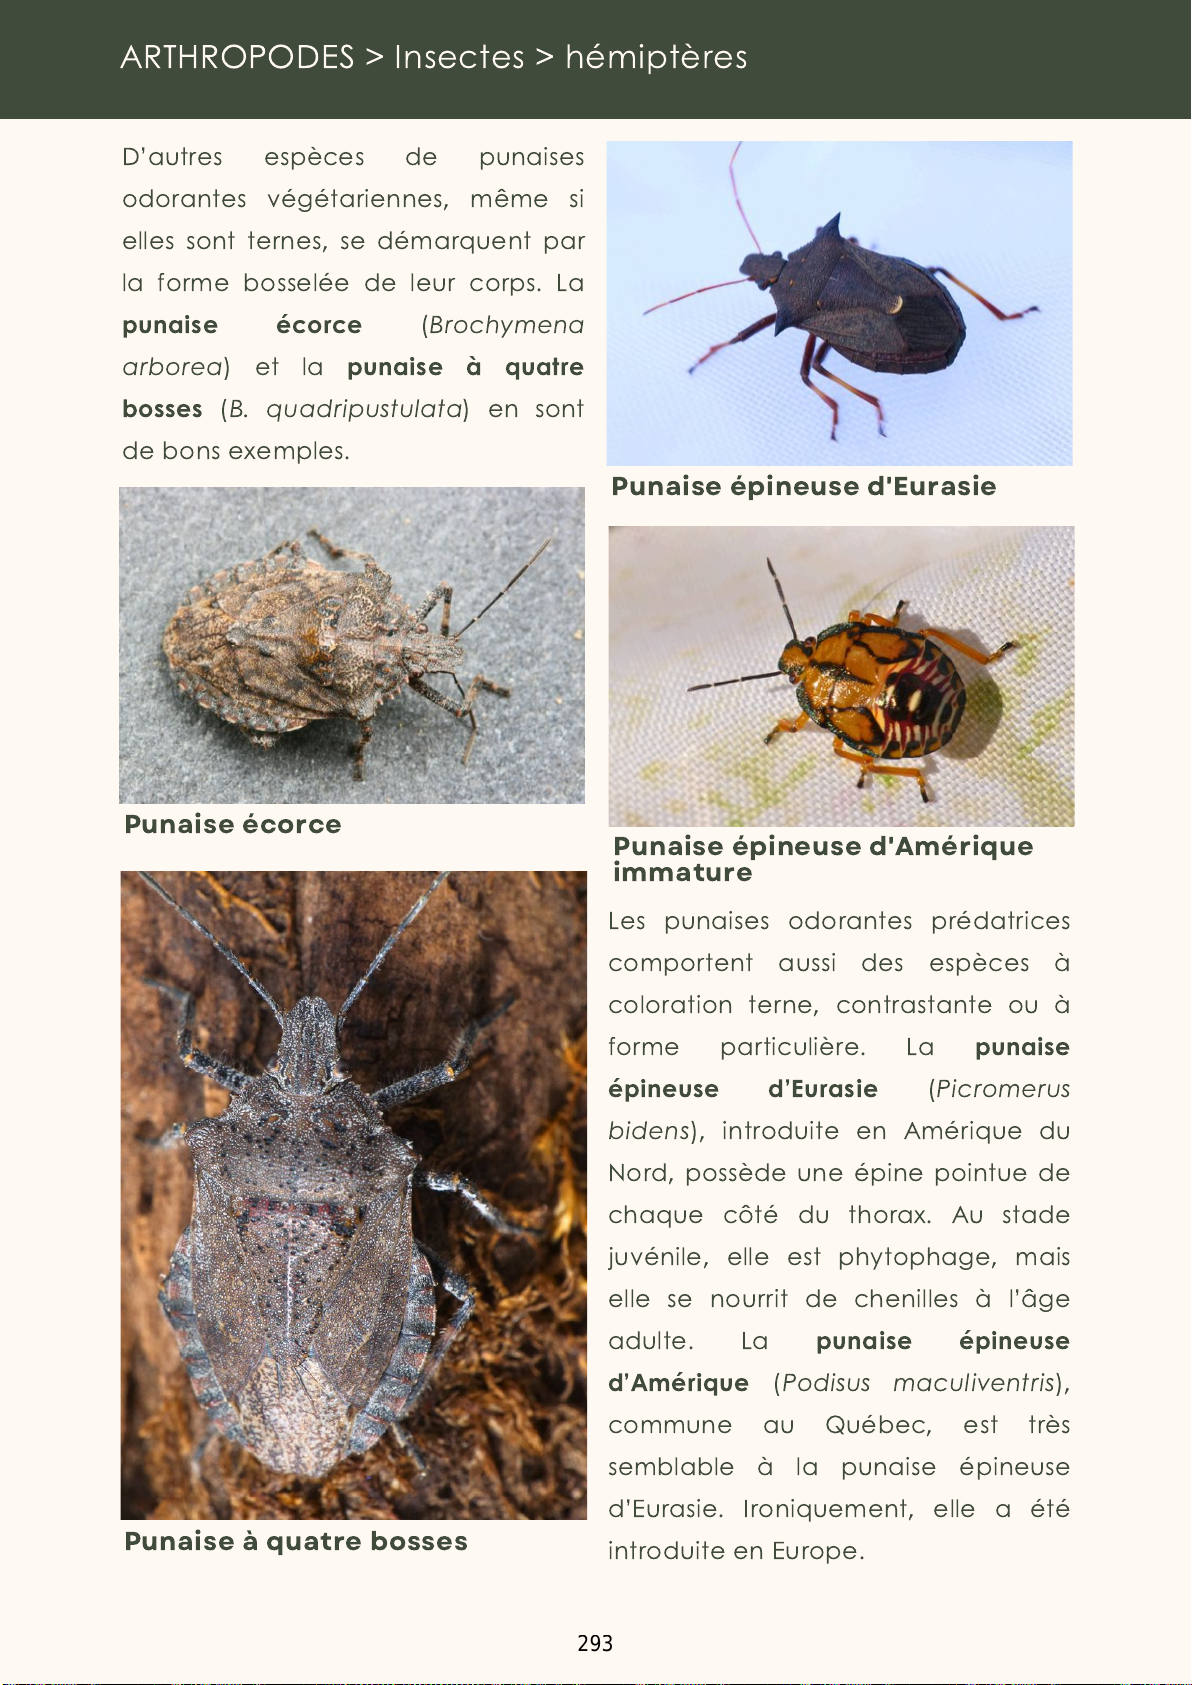 ARTHROPODES > Insectes > hémiptères
D'autres espèces de punaises
odorantes végétariennes, même si
elles sont ternes, se démarquent par
la forme bosselée de leur corps. La
punaise écorce (Brochymena
arborea) et la punaise à quatre
bosses (B. quadripustulata) en sont
de bons exemples.
Punaise écorce
Punaise à quatre bosses
Punaise épineuse d'Eurasie
Punaise épineuse d'Amérique
immature
Les punaises odorantes prédatrices
comportent aussi des espèces à
coloration terne, contrastante ou à
forme particulière. La punaise
épineuse d'Eurasie (Picromerus
bidens), introduite en Amérique du
Nord, possède une épine pointue de
chaque côté du thorax. Au stade
juvénile, elle est phytophage, mais
elle se nourrit de chenilles à l'âge
adulte. La punaise épineuse
d'Amérique (Podisus maculiventris),
commune au Québec, est très
semblable à la punaise épineuse
d'Eurasie. Ironiquement, elle a été
introduite en Europe.
293